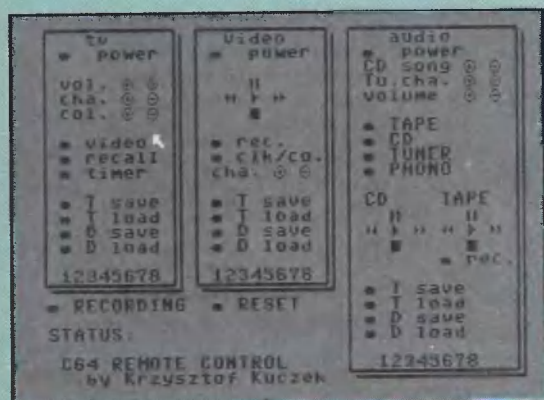 tv
power
vol. + -
cha. + -
col. + -
video
recall
timer
T save
T load
D save
D load
12345678
video
power
rec.
clk/co.
cha. + -
T save
T load
D save
D load
12345678
audio
power
CD song + -
Tu.cha. + -
volume + -
TAPE
CD
TUNER
PHONO
CD TAPE
rec.
T save
T load
D save
D load
12345678
RECORDING RESET
STATUS:
C64 REMOTE CONTROL
by Krzysztof Kuczek